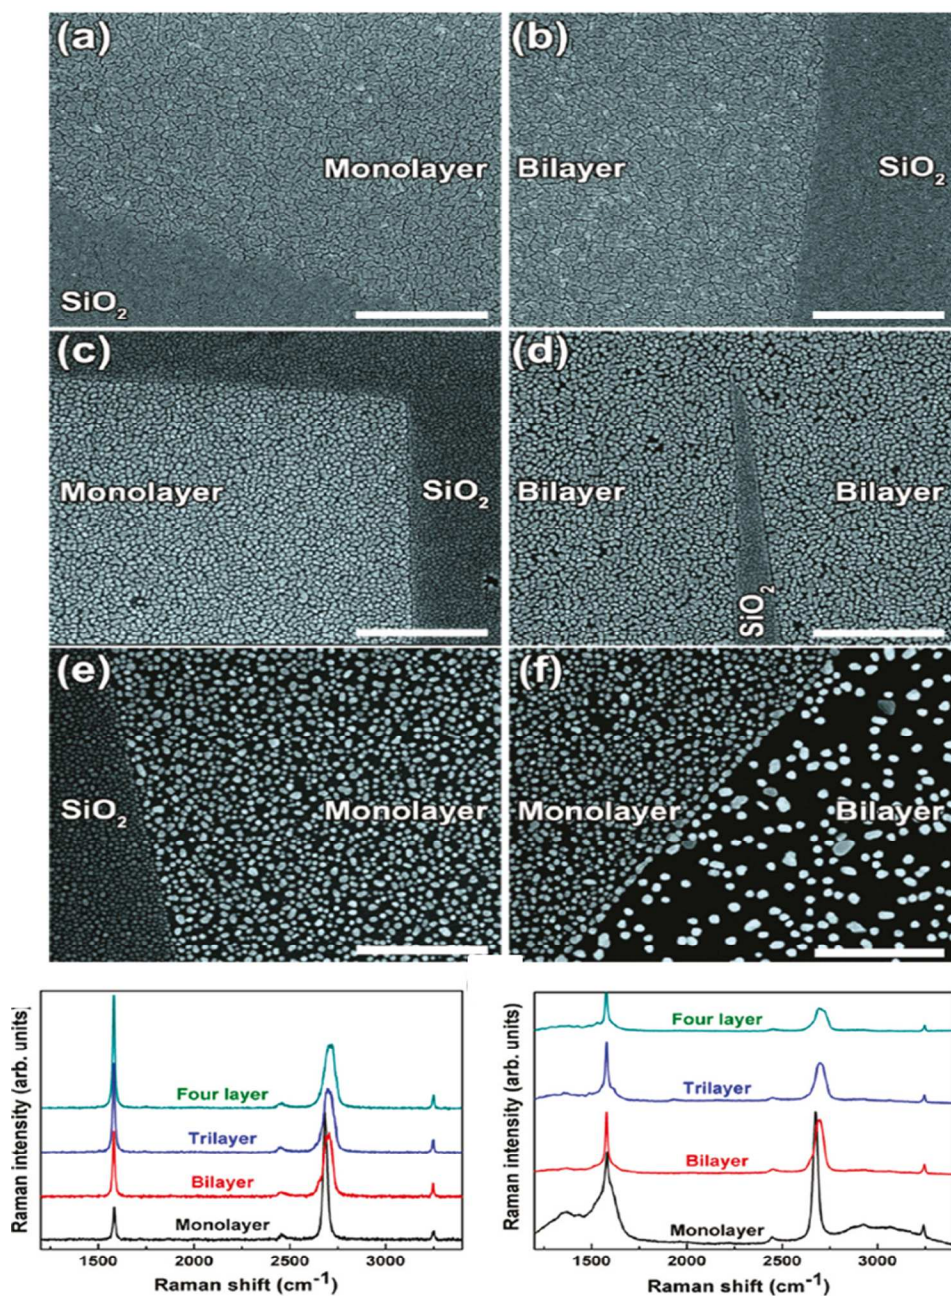 (a)
Monolayer
SiO₂
(b)
Bilayer
SiO₂
(c)
Monolayer
SiO₂
(d)
Bilayer
Bilayer
SiO₂
(e)
SiO₂
Monolayer
(f)
Monolayer
Bilayer
Raman intensity (arb. units)
Four layer
Trilayer
Bilayer
Monolayer
1500 2000 2500 3000
Raman shift (cm⁻¹)
Raman intensity (arb. units)
Four layer
Trilayer
Bilayer
Monolayer
1500 2000 2500 3000
Raman shift (cm⁻¹)